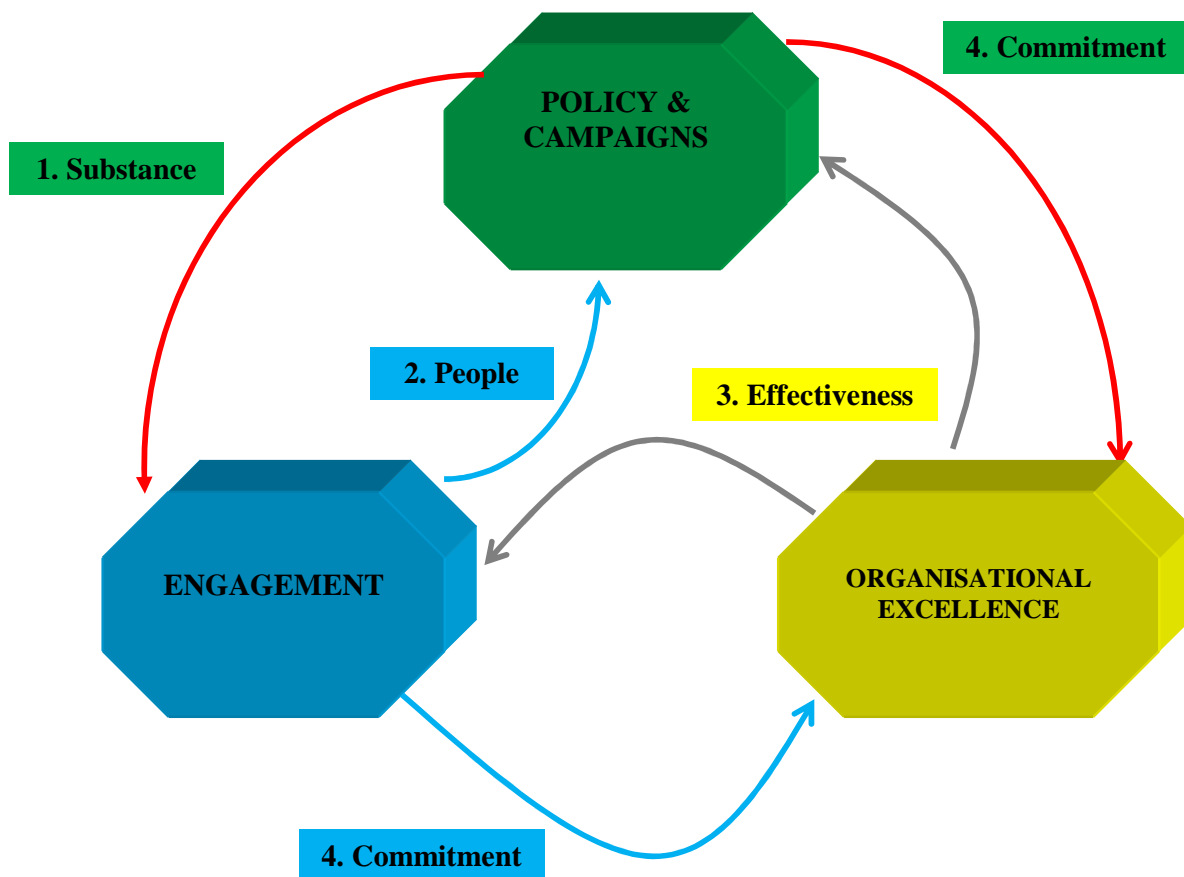 4. Commitment
POLICY &
CAMPAIGNS
1. Substance
2. People
3. Effectiveness
ENGAGEMENT
ORGANISATIONAL
EXCELLENCE
4. Commitment